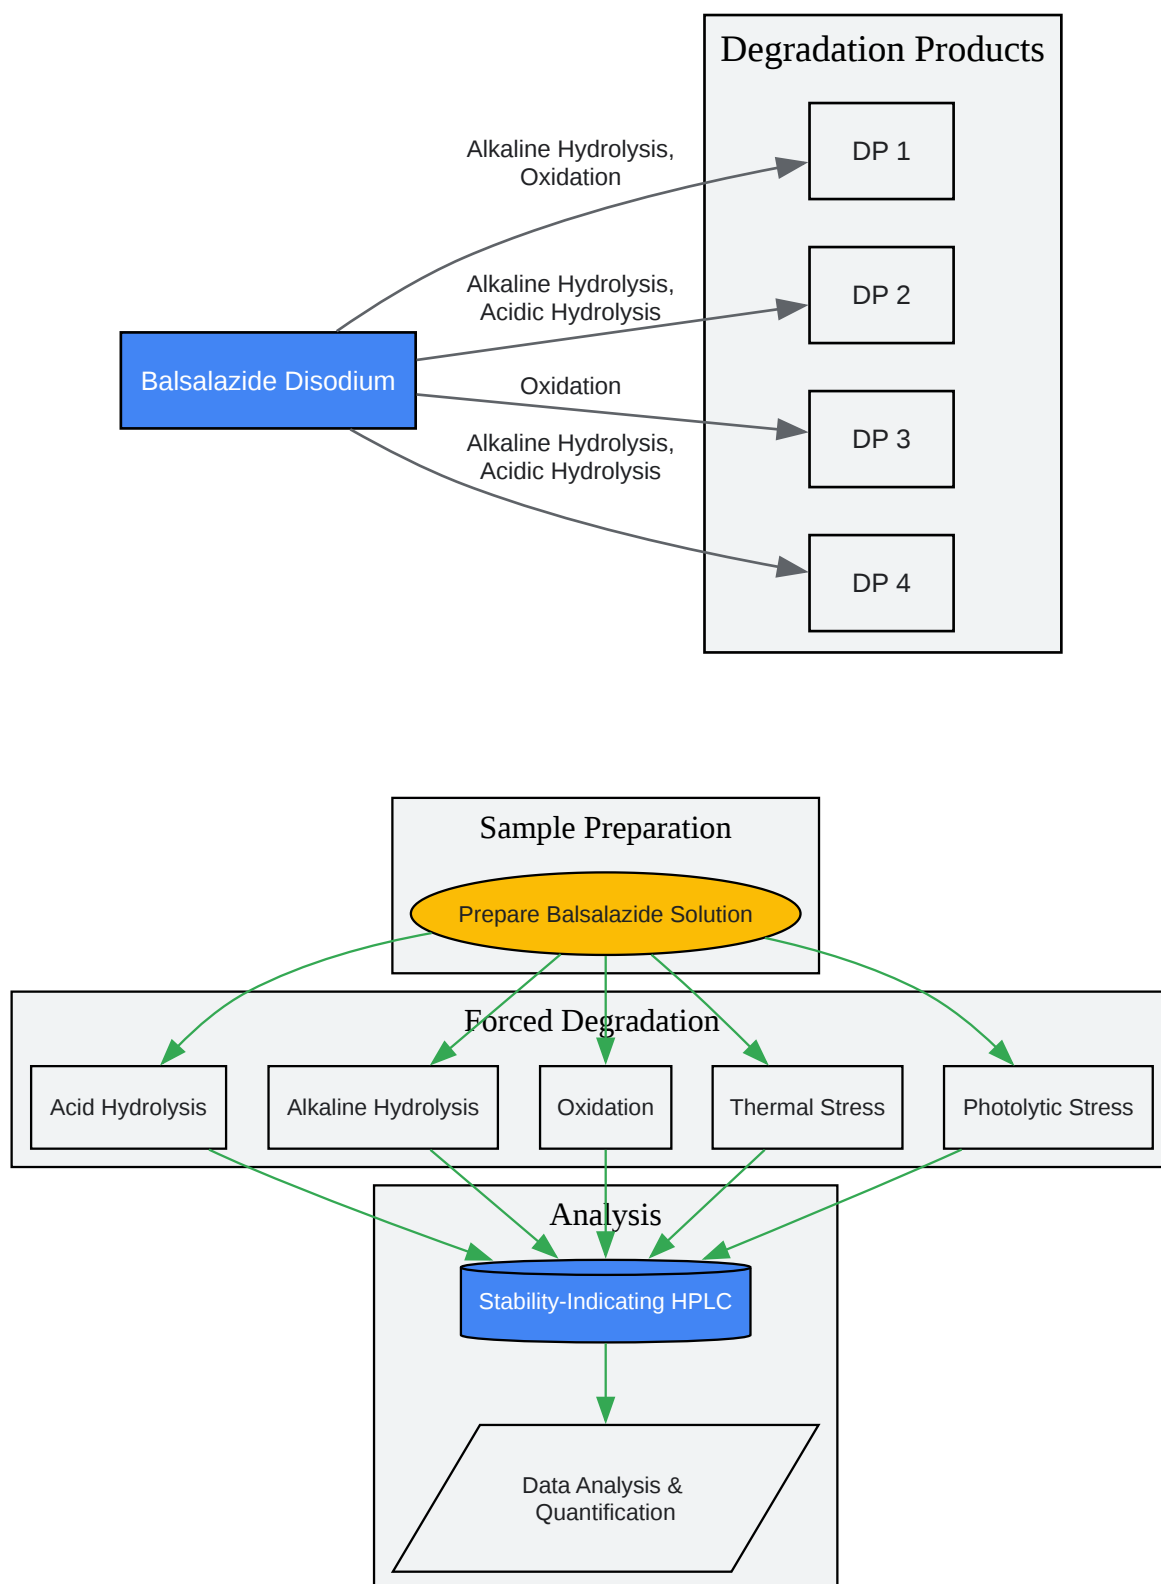 Degradation Products
Alkaline Hydrolysis,
Oxidation
DP 1
Alkaline Hydrolysis,
Acidic Hydrolysis
DP 2
Balsalazide Disodium
Oxidation
DP 3
Alkaline Hydrolysis,
Acidic Hydrolysis
DP 4
Sample Preparation
Prepare Balsalazide Solution
Forced Degradation
Acid Hydrolysis
Alkaline Hydrolysis
Oxidation
Thermal Stress
Photolytic Stress
Analysis
Stability-Indicating HPLC
Data Analysis &
Quantification